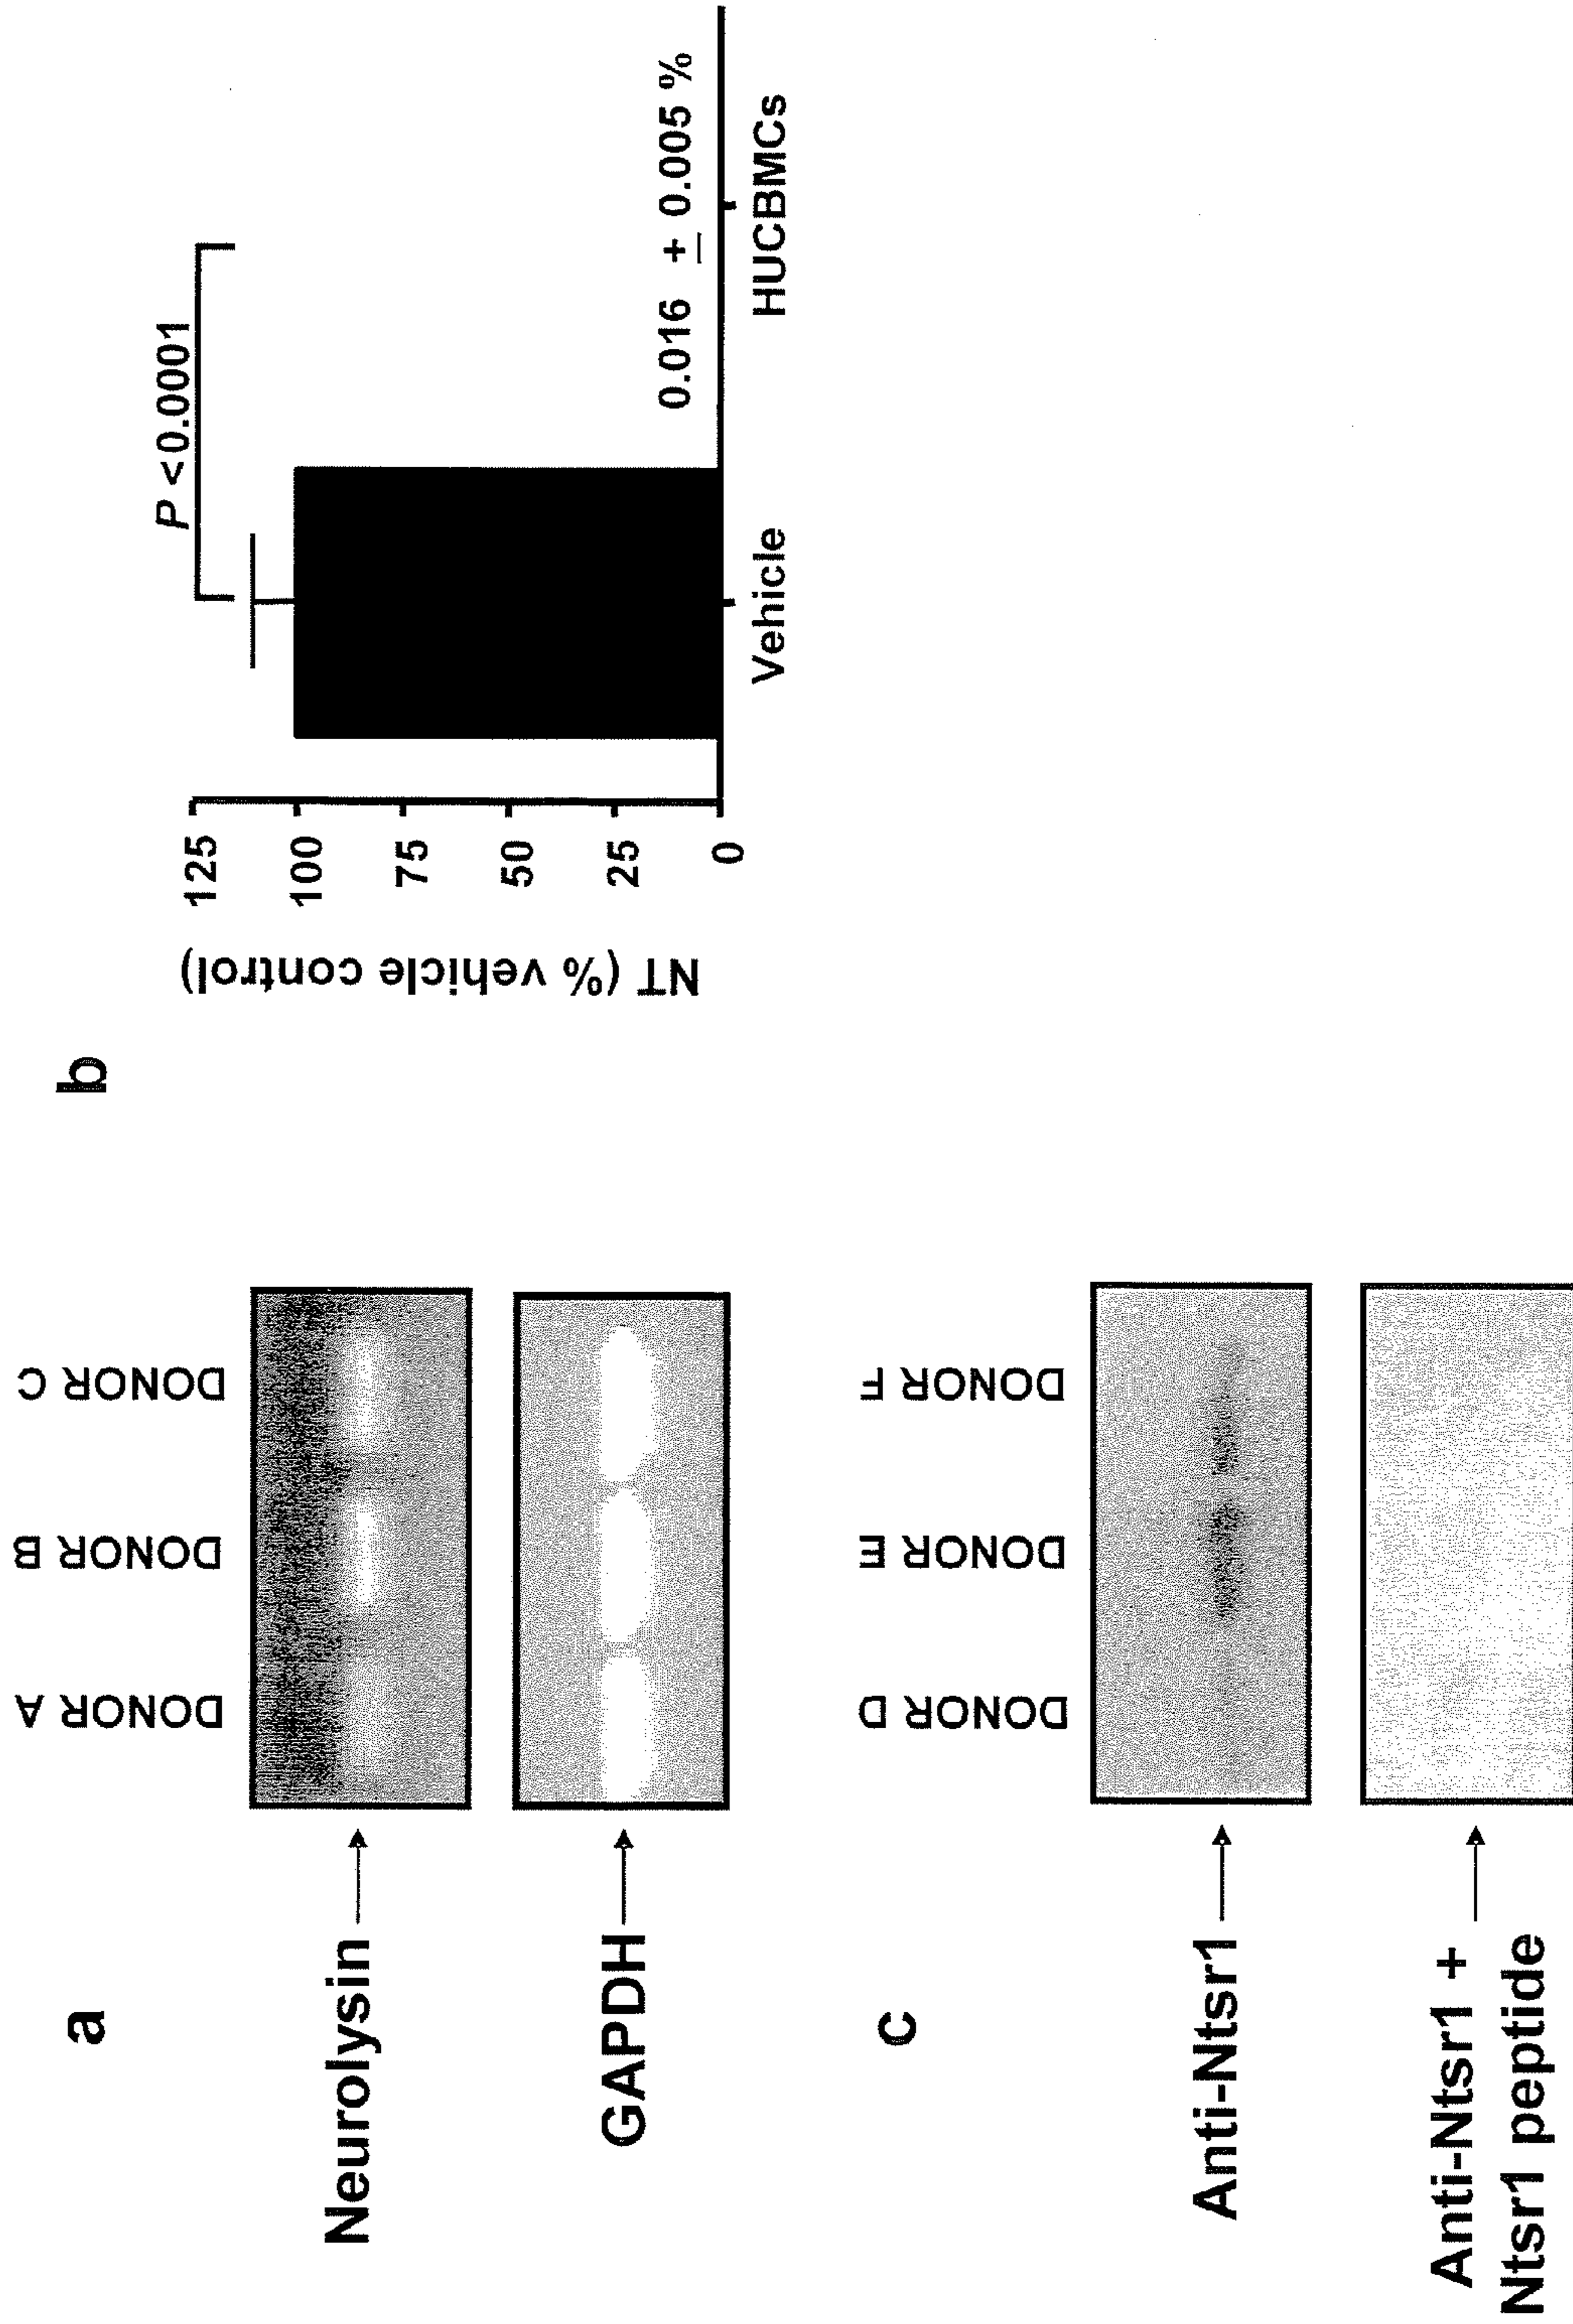 a
DONOR A
DONOR B
DONOR C
Neurolysin
GAPDH
b
P < 0.0001
NT (% vehicle control)
125
100
75
50
25
0
0.016 ± 0.005 %
Vehicle
HUCBMCs
c
DONOR D
DONOR E
DONOR F
Anti-Ntsr1
Anti-Ntsr1 +
Ntsr1 peptide